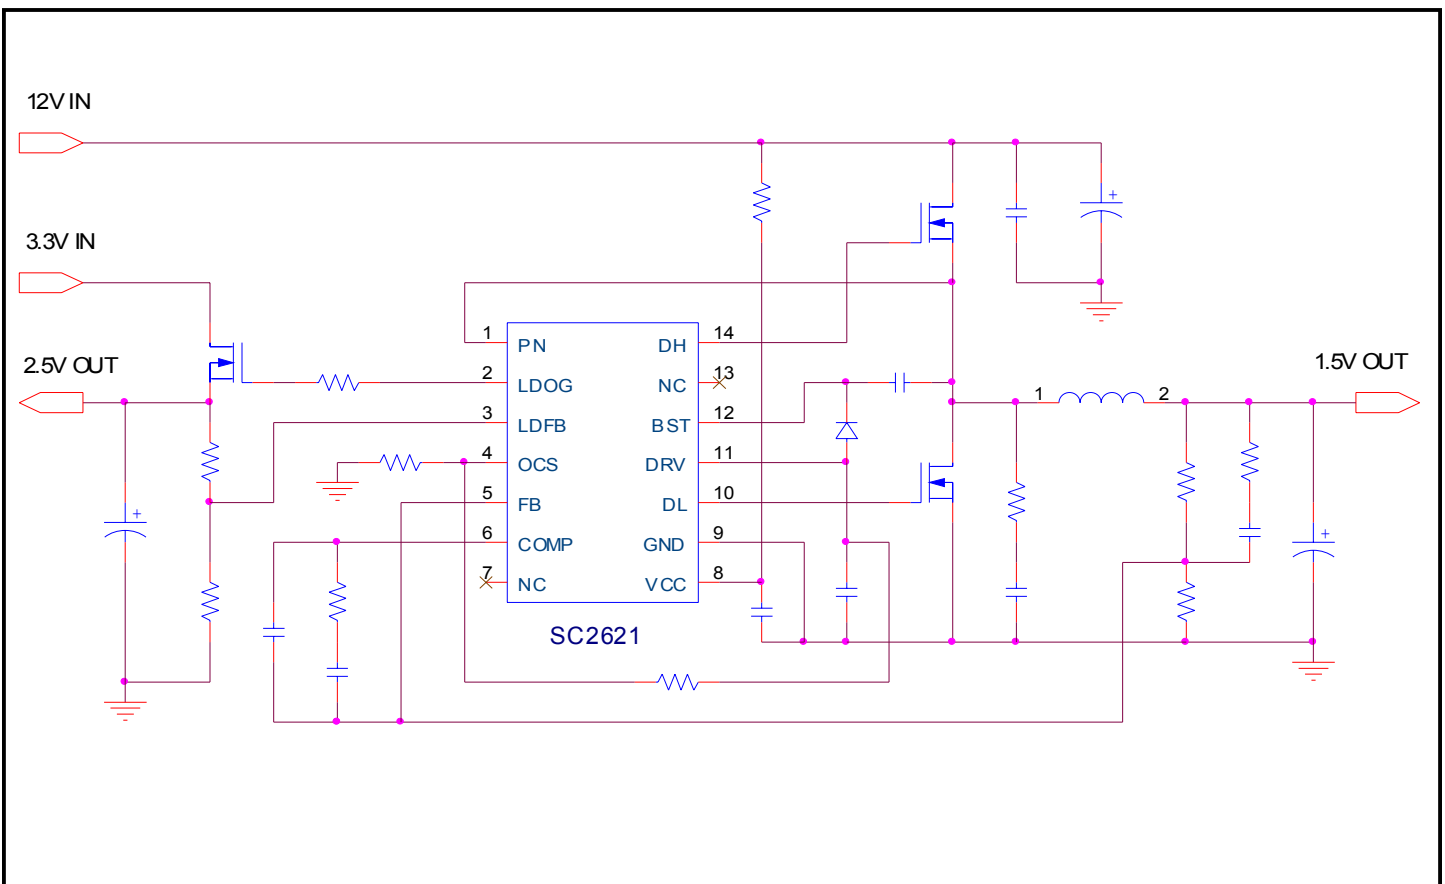 12V IN
3.3V IN
2.5V OUT
1.5V OUT
1 PN
2 LDOG
3 LDFB
4 OCS
5 FB
6 COMP
7 NC
14 DH
13 NC
12 BST
11 DRV
10 DL
9 GND
8 VCC
SC2621
1 2
+
+
+